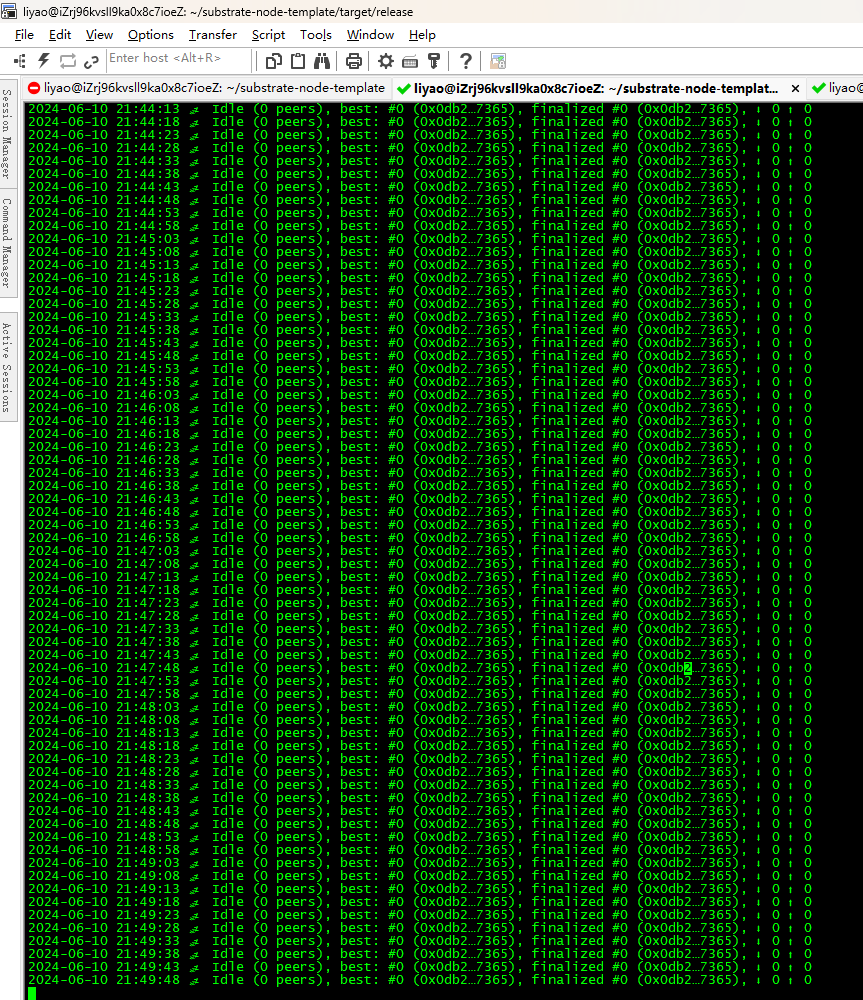 liyao@iZrj96kvsll9ka0x8c7ioeZ: ~/substrate-node-template/target/release
File Edit View Options Transfer Script Tools Window Help
Enter host <Alt+R>
liyao@iZrj96kvsll9ka0x8c7ioeZ: ~/substrate-node-template
liyao@iZrj96kvsll9ka0x8c7ioeZ: ~/substrate-node-templat...
liyao@
Session Manager
Command Manager
Active Sessions
2024-06-10 21:44:13 💤 Idle (0 peers), best: #0 (0x0db2…7365), finalized #0 (0x0db2…7365), ⬇ 0 ⬆ 0
2024-06-10 21:44:18 💤 Idle (0 peers), best: #0 (0x0db2…7365), finalized #0 (0x0db2…7365), ⬇ 0 ⬆ 0
2024-06-10 21:44:23 💤 Idle (0 peers), best: #0 (0x0db2…7365), finalized #0 (0x0db2…7365), ⬇ 0 ⬆ 0
2024-06-10 21:44:28 💤 Idle (0 peers), best: #0 (0x0db2…7365), finalized #0 (0x0db2…7365), ⬇ 0 ⬆ 0
2024-06-10 21:44:33 💤 Idle (0 peers), best: #0 (0x0db2…7365), finalized #0 (0x0db2…7365), ⬇ 0 ⬆ 0
2024-06-10 21:44:38 💤 Idle (0 peers), best: #0 (0x0db2…7365), finalized #0 (0x0db2…7365), ⬇ 0 ⬆ 0
2024-06-10 21:44:43 💤 Idle (0 peers), best: #0 (0x0db2…7365), finalized #0 (0x0db2…7365), ⬇ 0 ⬆ 0
2024-06-10 21:44:48 💤 Idle (0 peers), best: #0 (0x0db2…7365), finalized #0 (0x0db2…7365), ⬇ 0 ⬆ 0
2024-06-10 21:44:53 💤 Idle (0 peers), best: #0 (0x0db2…7365), finalized #0 (0x0db2…7365), ⬇ 0 ⬆ 0
2024-06-10 21:44:58 💤 Idle (0 peers), best: #0 (0x0db2…7365), finalized #0 (0x0db2…7365), ⬇ 0 ⬆ 0
2024-06-10 21:45:03 💤 Idle (0 peers), best: #0 (0x0db2…7365), finalized #0 (0x0db2…7365), ⬇ 0 ⬆ 0
2024-06-10 21:45:08 💤 Idle (0 peers), best: #0 (0x0db2…7365), finalized #0 (0x0db2…7365), ⬇ 0 ⬆ 0
2024-06-10 21:45:13 💤 Idle (0 peers), best: #0 (0x0db2…7365), finalized #0 (0x0db2…7365), ⬇ 0 ⬆ 0
2024-06-10 21:45:18 💤 Idle (0 peers), best: #0 (0x0db2…7365), finalized #0 (0x0db2…7365), ⬇ 0 ⬆ 0
2024-06-10 21:45:23 💤 Idle (0 peers), best: #0 (0x0db2…7365), finalized #0 (0x0db2…7365), ⬇ 0 ⬆ 0
2024-06-10 21:45:28 💤 Idle (0 peers), best: #0 (0x0db2…7365), finalized #0 (0x0db2…7365), ⬇ 0 ⬆ 0
2024-06-10 21:45:33 💤 Idle (0 peers), best: #0 (0x0db2…7365), finalized #0 (0x0db2…7365), ⬇ 0 ⬆ 0
2024-06-10 21:45:38 💤 Idle (0 peers), best: #0 (0x0db2…7365), finalized #0 (0x0db2…7365), ⬇ 0 ⬆ 0
2024-06-10 21:45:43 💤 Idle (0 peers), best: #0 (0x0db2…7365), finalized #0 (0x0db2…7365), ⬇ 0 ⬆ 0
2024-06-10 21:45:48 💤 Idle (0 peers), best: #0 (0x0db2…7365), finalized #0 (0x0db2…7365), ⬇ 0 ⬆ 0
2024-06-10 21:45:53 💤 Idle (0 peers), best: #0 (0x0db2…7365), finalized #0 (0x0db2…7365), ⬇ 0 ⬆ 0
2024-06-10 21:45:58 💤 Idle (0 peers), best: #0 (0x0db2…7365), finalized #0 (0x0db2…7365), ⬇ 0 ⬆ 0
2024-06-10 21:46:03 💤 Idle (0 peers), best: #0 (0x0db2…7365), finalized #0 (0x0db2…7365), ⬇ 0 ⬆ 0
2024-06-10 21:46:08 💤 Idle (0 peers), best: #0 (0x0db2…7365), finalized #0 (0x0db2…7365), ⬇ 0 ⬆ 0
2024-06-10 21:46:13 💤 Idle (0 peers), best: #0 (0x0db2…7365), finalized #0 (0x0db2…7365), ⬇ 0 ⬆ 0
2024-06-10 21:46:18 💤 Idle (0 peers), best: #0 (0x0db2…7365), finalized #0 (0x0db2…7365), ⬇ 0 ⬆ 0
2024-06-10 21:46:23 💤 Idle (0 peers), best: #0 (0x0db2…7365), finalized #0 (0x0db2…7365), ⬇ 0 ⬆ 0
2024-06-10 21:46:28 💤 Idle (0 peers), best: #0 (0x0db2…7365), finalized #0 (0x0db2…7365), ⬇ 0 ⬆ 0
2024-06-10 21:46:33 💤 Idle (0 peers), best: #0 (0x0db2…7365), finalized #0 (0x0db2…7365), ⬇ 0 ⬆ 0
2024-06-10 21:46:38 💤 Idle (0 peers), best: #0 (0x0db2…7365), finalized #0 (0x0db2…7365), ⬇ 0 ⬆ 0
2024-06-10 21:46:43 💤 Idle (0 peers), best: #0 (0x0db2…7365), finalized #0 (0x0db2…7365), ⬇ 0 ⬆ 0
2024-06-10 21:46:48 💤 Idle (0 peers), best: #0 (0x0db2…7365), finalized #0 (0x0db2…7365), ⬇ 0 ⬆ 0
2024-06-10 21:46:53 💤 Idle (0 peers), best: #0 (0x0db2…7365), finalized #0 (0x0db2…7365), ⬇ 0 ⬆ 0
2024-06-10 21:46:58 💤 Idle (0 peers), best: #0 (0x0db2…7365), finalized #0 (0x0db2…7365), ⬇ 0 ⬆ 0
2024-06-10 21:47:03 💤 Idle (0 peers), best: #0 (0x0db2…7365), finalized #0 (0x0db2…7365), ⬇ 0 ⬆ 0
2024-06-10 21:47:08 💤 Idle (0 peers), best: #0 (0x0db2…7365), finalized #0 (0x0db2…7365), ⬇ 0 ⬆ 0
2024-06-10 21:47:13 💤 Idle (0 peers), best: #0 (0x0db2…7365), finalized #0 (0x0db2…7365), ⬇ 0 ⬆ 0
2024-06-10 21:47:18 💤 Idle (0 peers), best: #0 (0x0db2…7365), finalized #0 (0x0db2…7365), ⬇ 0 ⬆ 0
2024-06-10 21:47:23 💤 Idle (0 peers), best: #0 (0x0db2…7365), finalized #0 (0x0db2…7365), ⬇ 0 ⬆ 0
2024-06-10 21:47:28 💤 Idle (0 peers), best: #0 (0x0db2…7365), finalized #0 (0x0db2…7365), ⬇ 0 ⬆ 0
2024-06-10 21:47:33 💤 Idle (0 peers), best: #0 (0x0db2…7365), finalized #0 (0x0db2…7365), ⬇ 0 ⬆ 0
2024-06-10 21:47:38 💤 Idle (0 peers), best: #0 (0x0db2…7365), finalized #0 (0x0db2…7365), ⬇ 0 ⬆ 0
2024-06-10 21:47:43 💤 Idle (0 peers), best: #0 (0x0db2…7365), finalized #0 (0x0db2…7365), ⬇ 0 ⬆ 0
2024-06-10 21:47:48 💤 Idle (0 peers), best: #0 (0x0db2…7365), finalized #0 (0x0db2…7365), ⬇ 0 ⬆ 0
2024-06-10 21:47:53 💤 Idle (0 peers), best: #0 (0x0db2…7365), finalized #0 (0x0db2…7365), ⬇ 0 ⬆ 0
2024-06-10 21:47:58 💤 Idle (0 peers), best: #0 (0x0db2…7365), finalized #0 (0x0db2…7365), ⬇ 0 ⬆ 0
2024-06-10 21:48:03 💤 Idle (0 peers), best: #0 (0x0db2…7365), finalized #0 (0x0db2…7365), ⬇ 0 ⬆ 0
2024-06-10 21:48:08 💤 Idle (0 peers), best: #0 (0x0db2…7365), finalized #0 (0x0db2…7365), ⬇ 0 ⬆ 0
2024-06-10 21:48:13 💤 Idle (0 peers), best: #0 (0x0db2…7365), finalized #0 (0x0db2…7365), ⬇ 0 ⬆ 0
2024-06-10 21:48:18 💤 Idle (0 peers), best: #0 (0x0db2…7365), finalized #0 (0x0db2…7365), ⬇ 0 ⬆ 0
2024-06-10 21:48:23 💤 Idle (0 peers), best: #0 (0x0db2…7365), finalized #0 (0x0db2…7365), ⬇ 0 ⬆ 0
2024-06-10 21:48:28 💤 Idle (0 peers), best: #0 (0x0db2…7365), finalized #0 (0x0db2…7365), ⬇ 0 ⬆ 0
2024-06-10 21:48:33 💤 Idle (0 peers), best: #0 (0x0db2…7365), finalized #0 (0x0db2…7365), ⬇ 0 ⬆ 0
2024-06-10 21:48:38 💤 Idle (0 peers), best: #0 (0x0db2…7365), finalized #0 (0x0db2…7365), ⬇ 0 ⬆ 0
2024-06-10 21:48:43 💤 Idle (0 peers), best: #0 (0x0db2…7365), finalized #0 (0x0db2…7365), ⬇ 0 ⬆ 0
2024-06-10 21:48:48 💤 Idle (0 peers), best: #0 (0x0db2…7365), finalized #0 (0x0db2…7365), ⬇ 0 ⬆ 0
2024-06-10 21:48:53 💤 Idle (0 peers), best: #0 (0x0db2…7365), finalized #0 (0x0db2…7365), ⬇ 0 ⬆ 0
2024-06-10 21:48:58 💤 Idle (0 peers), best: #0 (0x0db2…7365), finalized #0 (0x0db2…7365), ⬇ 0 ⬆ 0
2024-06-10 21:49:03 💤 Idle (0 peers), best: #0 (0x0db2…7365), finalized #0 (0x0db2…7365), ⬇ 0 ⬆ 0
2024-06-10 21:49:08 💤 Idle (0 peers), best: #0 (0x0db2…7365), finalized #0 (0x0db2…7365), ⬇ 0 ⬆ 0
2024-06-10 21:49:13 💤 Idle (0 peers), best: #0 (0x0db2…7365), finalized #0 (0x0db2…7365), ⬇ 0 ⬆ 0
2024-06-10 21:49:18 💤 Idle (0 peers), best: #0 (0x0db2…7365), finalized #0 (0x0db2…7365), ⬇ 0 ⬆ 0
2024-06-10 21:49:23 💤 Idle (0 peers), best: #0 (0x0db2…7365), finalized #0 (0x0db2…7365), ⬇ 0 ⬆ 0
2024-06-10 21:49:28 💤 Idle (0 peers), best: #0 (0x0db2…7365), finalized #0 (0x0db2…7365), ⬇ 0 ⬆ 0
2024-06-10 21:49:33 💤 Idle (0 peers), best: #0 (0x0db2…7365), finalized #0 (0x0db2…7365), ⬇ 0 ⬆ 0
2024-06-10 21:49:38 💤 Idle (0 peers), best: #0 (0x0db2…7365), finalized #0 (0x0db2…7365), ⬇ 0 ⬆ 0
2024-06-10 21:49:43 💤 Idle (0 peers), best: #0 (0x0db2…7365), finalized #0 (0x0db2…7365), ⬇ 0 ⬆ 0
2024-06-10 21:49:48 💤 Idle (0 peers), best: #0 (0x0db2…7365), finalized #0 (0x0db2…7365), ⬇ 0 ⬆ 0